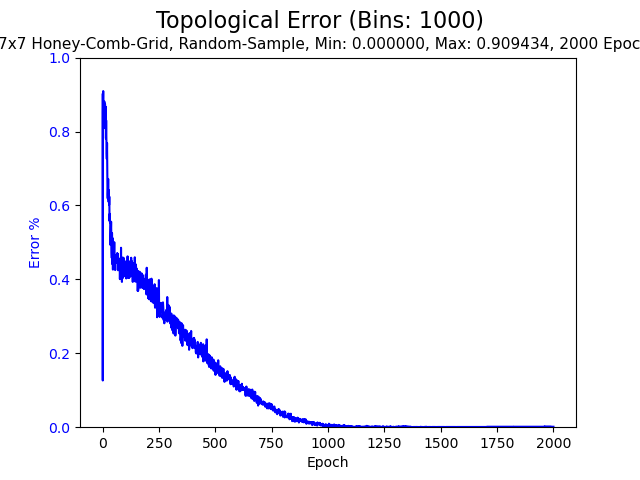 Topological Error (Bins: 1000)
7x7 Honey-Comb-Grid, Random-Sample, Min: 0.000000, Max: 0.909434, 2000 Epoc
1.0
0.8
0.6
0.4
0.2
0.0
Error %
0 250 500 750 1000 1250 1500 1750 2000
Epoch